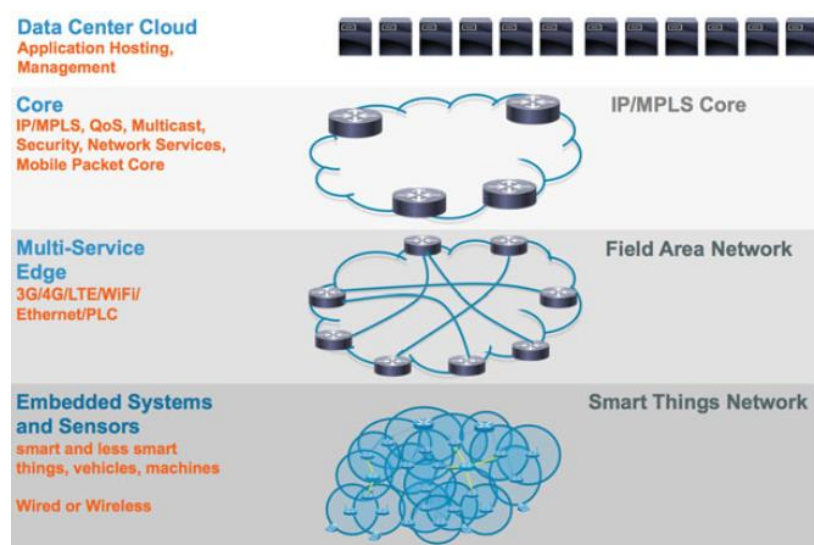 Data Center Cloud
Application Hosting,
Management
Core
IP/MPLS, QoS, Multicast,
Security, Network Services,
Mobile Packet Core
IP/MPLS Core
Multi-Service
Edge
3G/4G/LTE/WiFi/
Ethernet/PLC
Field Area Network
Embedded Systems
and Sensors
smart and less smart
things, vehicles, machines
Wired or Wireless
Smart Things Network